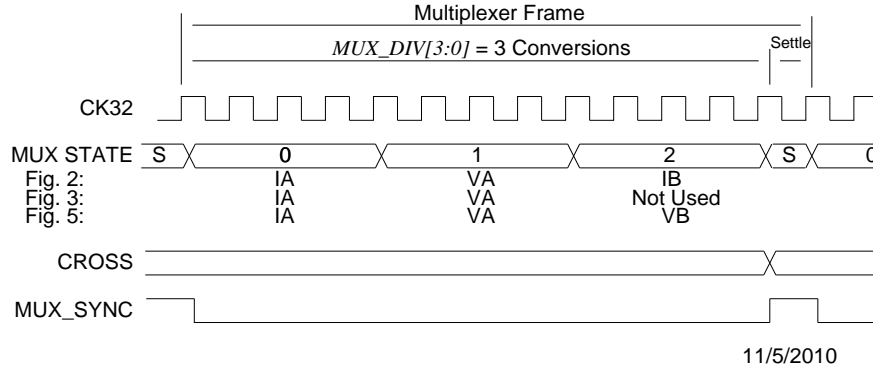 Multiplexer Frame
MUX_DIV[3:0] = 3 Conversions
Settle
CK32
MUX STATE S 0 1 2 S 0
Fig. 2: IA VA IB
Fig. 3: IA VA Not Used
Fig. 5: IA VA VB
CROSS
MUX_SYNC
11/5/2010